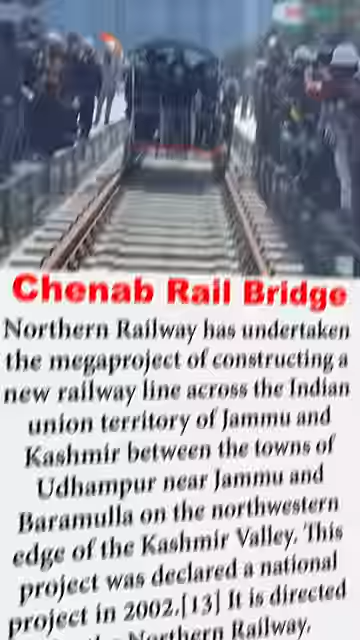 Chenab Rail Bridge
Northern Railway has undertaken
the megaproject of constructing a
new railway line across the Indian
union territory of Jammu and
Kashmir between the towns of
Udhampur near Jammu and
Baramulla on the northwestern
edge of the Kashmir Valley. This
project was declared a national
project in 2002.[13] It is directed
Northern Railway,